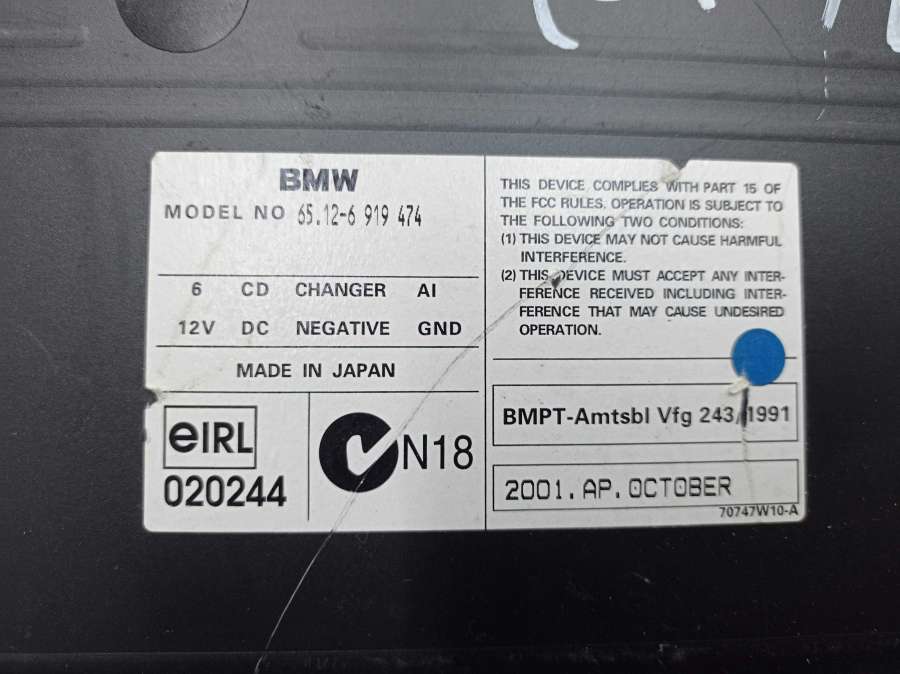 BMW
MODEL NO 65.12-6 919 474
6 CD CHANGER AI
12V DC NEGATIVE GND
MADE IN JAPAN
eIRL
020244
N18
THIS DEVICE COMPLIES WITH PART 15 OF
THE FCC RULES. OPERATION IS SUBJECT TO
THE FOLLOWING TWO CONDITIONS:
(1) THIS DEVICE MAY NOT CAUSE HARMFUL
INTERFERENCE.
(2) THIS DEVICE MUST ACCEPT ANY INTER-
FERENCE RECEIVED INCLUDING INTER-
FERENCE THAT MAY CAUSE UNDESIRED
OPERATION.
BMPT-Amtsbl Vfg 243/1991
2001. AP. OCTOBER
70747W10-A